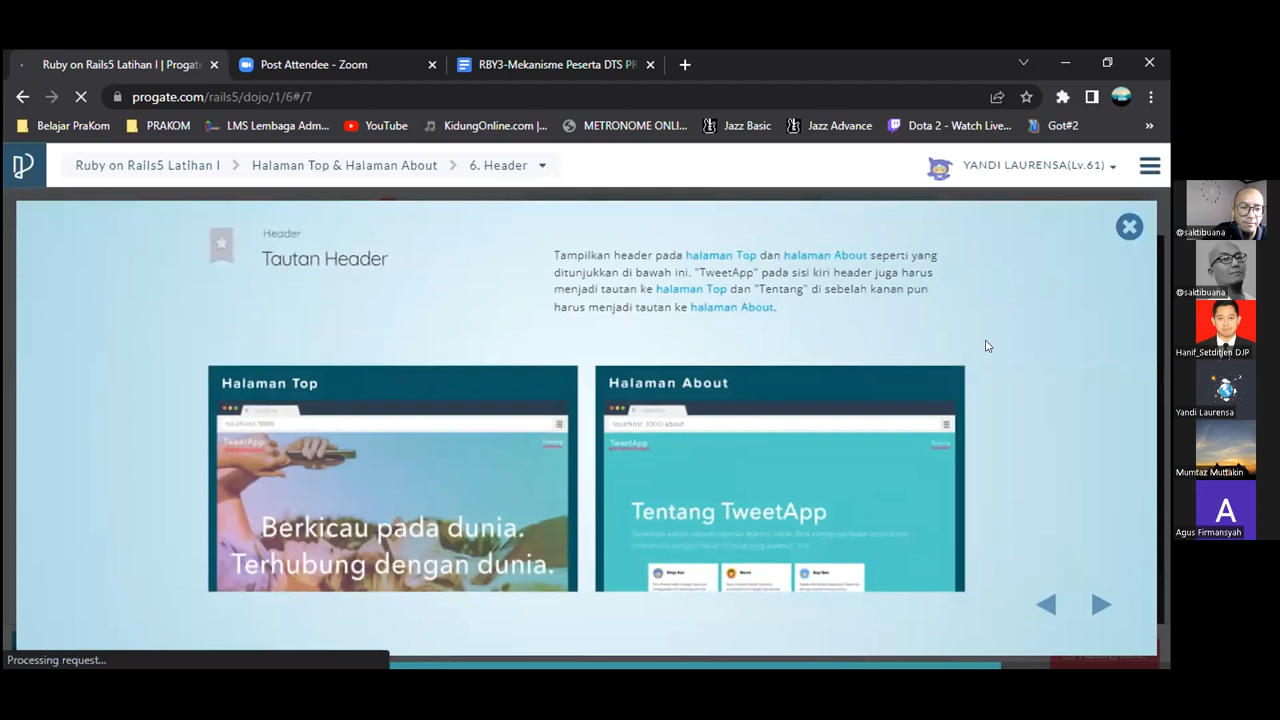 Ruby on Rails5 Latihan I | Progate
Post Attendee - Zoom
RBY3-Mekanisme Peserta DTS PR
progate.com/rails5/dojo/1/6#/7
Belajar PraKom
PRAKOM
LMS Lembaga Adm...
YouTube
KidungOnline.com |...
METRONOME ONLI...
Jazz Basic
Jazz Advance
Dota 2 - Watch Live...
Got#2
»
Ruby on Rails5 Latihan I
Halaman Top & Halaman About
6. Header
YANDI LAURENSA(Lv.61)
Header
Tautan Header
Tampilkan header pada halaman Top dan halaman About seperti yang
ditunjukkan di bawah ini. "TweetApp" pada sisi kiri header juga harus
menjadi tautan ke halaman Top dan "Tentang" di sebelah kanan pun
harus menjadi tautan ke halaman About.
Halaman Top
TweetApp
Berkicau pada dunia.
Terhubung dengan dunia.
Halaman About
localhost:3000/about
TweetApp
Tentang
Tentang TweetApp
Processing request...
@saktibuana
@saktibuana
Hanif_Setditjen DJP
Yandi Laurensa
Mumtaz Muttakin
A
Agus Firmansyah